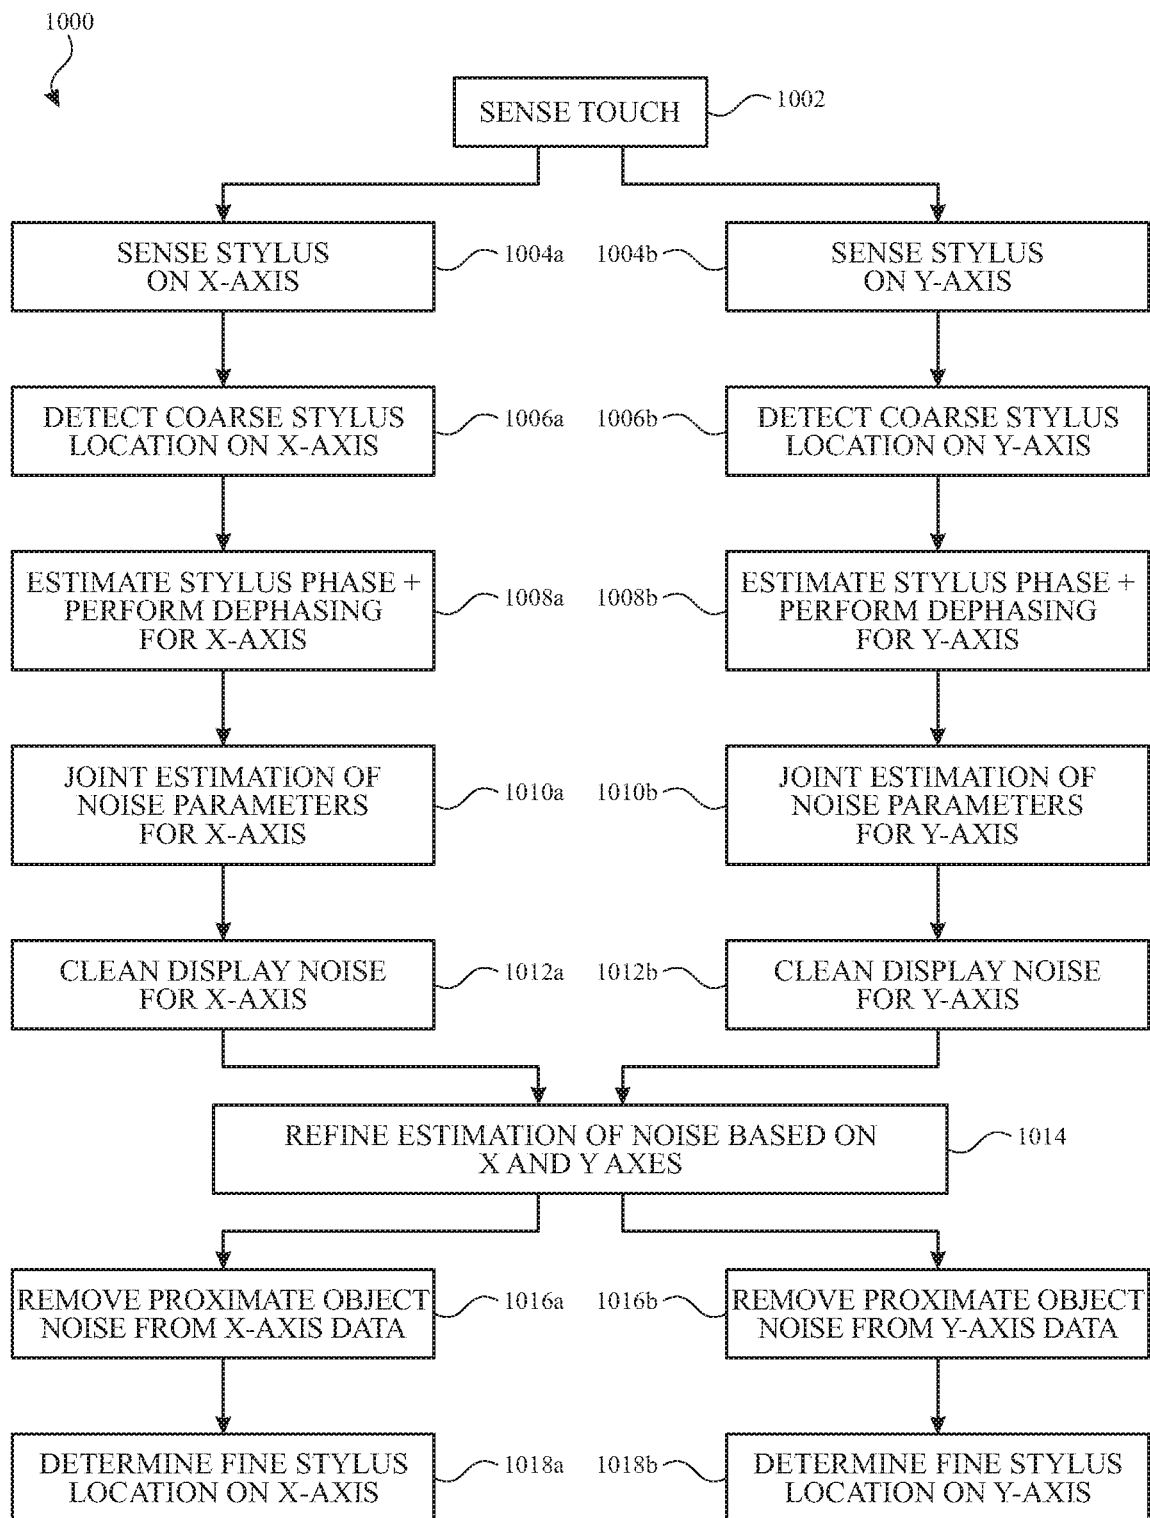 1000
SENSE TOUCH
1002
SENSE STYLUS
ON X-AXIS
1004a
1004b
SENSE STYLUS
ON Y-AXIS
DETECT COARSE STYLUS
LOCATION ON X-AXIS
1006a
1006b
DETECT COARSE STYLUS
LOCATION ON Y-AXIS
ESTIMATE STYLUS PHASE +
PERFORM DEPHASING
FOR X-AXIS
1008a
1008b
ESTIMATE STYLUS PHASE +
PERFORM DEPHASING
FOR Y-AXIS
JOINT ESTIMATION OF
NOISE PARAMETERS
FOR X-AXIS
1010a
1010b
JOINT ESTIMATION OF
NOISE PARAMETERS
FOR Y-AXIS
CLEAN DISPLAY NOISE
FOR X-AXIS
1012a
1012b
CLEAN DISPLAY NOISE
FOR Y-AXIS
REFINE ESTIMATION OF NOISE BASED ON
X AND Y AXES
1014
REMOVE PROXIMATE OBJECT
NOISE FROM X-AXIS DATA
1016a
1016b
REMOVE PROXIMATE OBJECT
NOISE FROM Y-AXIS DATA
DETERMINE FINE STYLUS
LOCATION ON X-AXIS
1018a
1018b
DETERMINE FINE STYLUS
LOCATION ON Y-AXIS